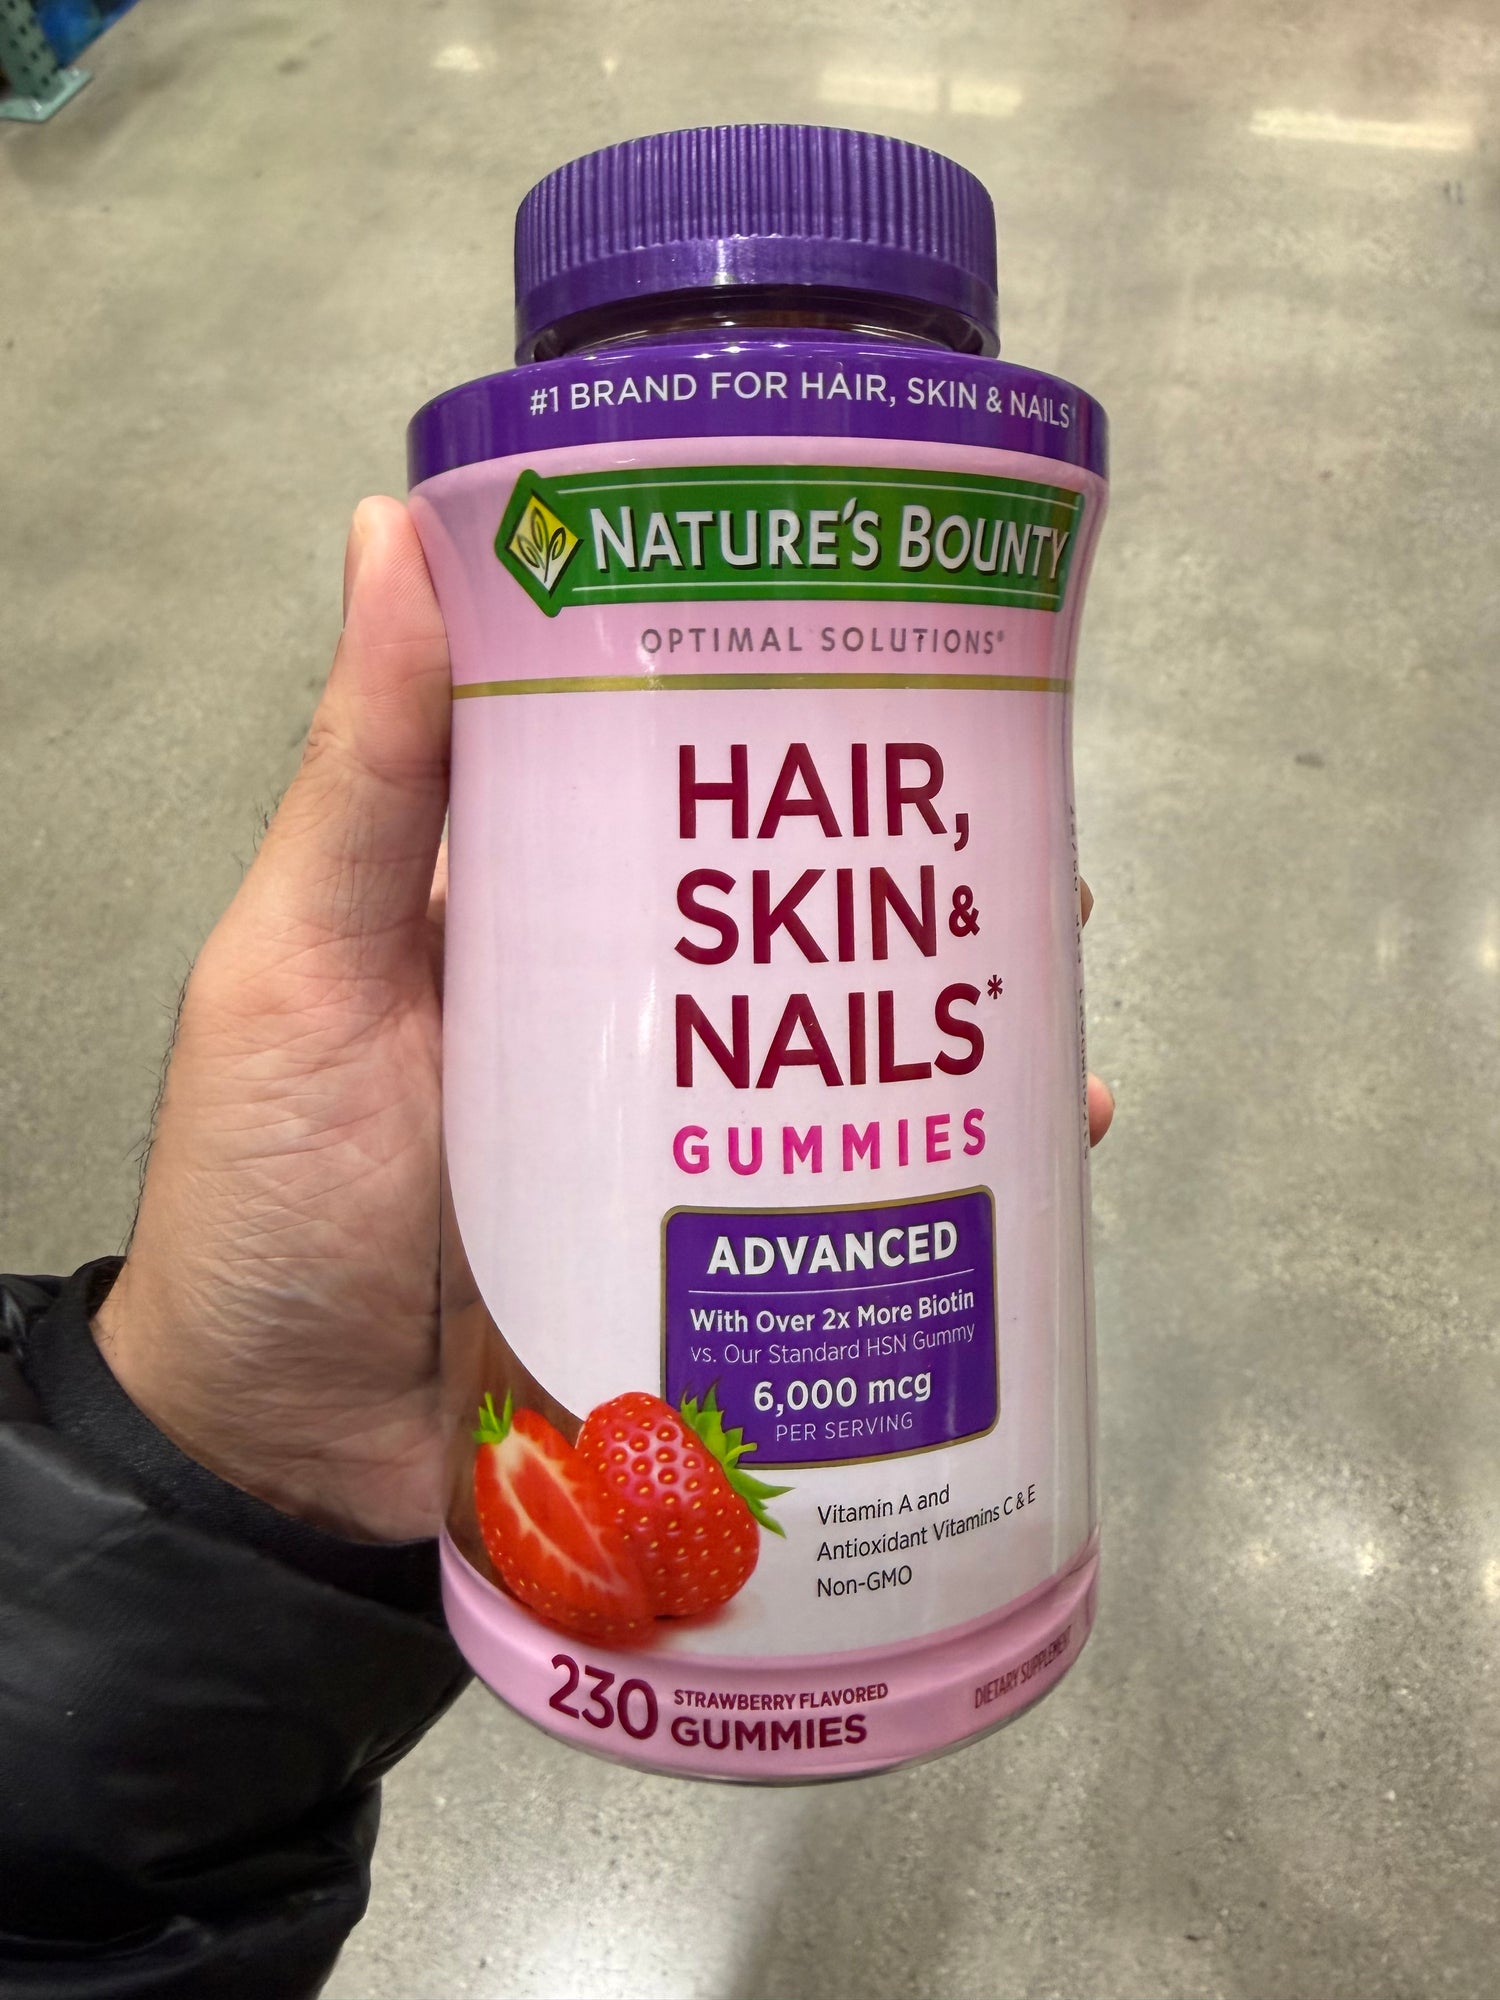 #1 BRAND FOR HAIR, SKIN & NAILS
NATURE'S BOUNTY
OPTIMAL SOLUTIONS®
HAIR,
SKIN &
NAILS*
GUMMIES
ADVANCED
With Over 2x More Biotin
vs. Our Standard HSN Gummy
6,000 mcg
PER SERVING
Vitamin A and
Antioxidant Vitamins C & E
Non-GMO
230 STRAWBERRY FLAVORED
GUMMIES
DIETARY SUPPLEMENT